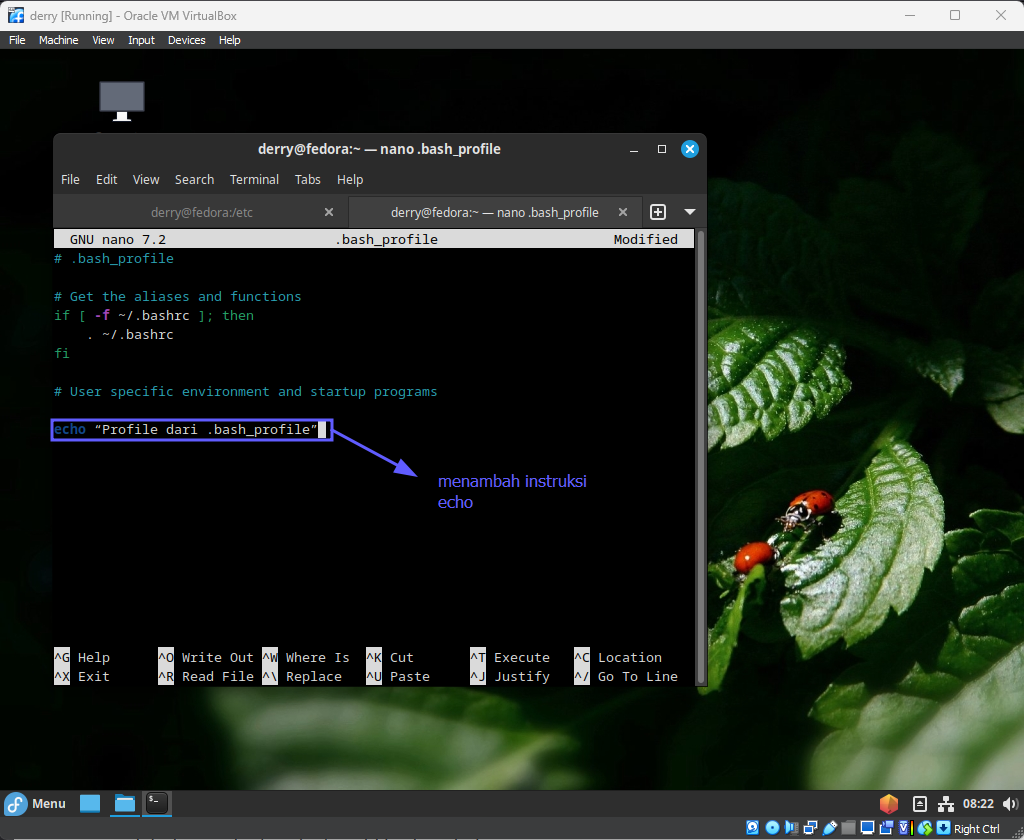 derry [Running] - Oracle VM VirtualBox
File Machine View Input Devices Help
derry@fedora:~ — nano .bash_profile
File Edit View Search Terminal Tabs Help
derry@fedora:/etc
derry@fedora:~ — nano .bash_profile
GNU nano 7.2 .bash_profile Modified
# .bash_profile
# Get the aliases and functions
if [ -f ~/.bashrc ]; then
. ~/.bashrc
fi
# User specific environment and startup programs
echo “Profile dari .bash_profile”
menambah instruksi
echo
^G Help ^O Write Out ^W Where Is ^K Cut ^T Execute ^C Location
^X Exit ^R Read File ^\ Replace ^U Paste ^J Justify ^/ Go To Line
Menu
08:22
Right Ctrl